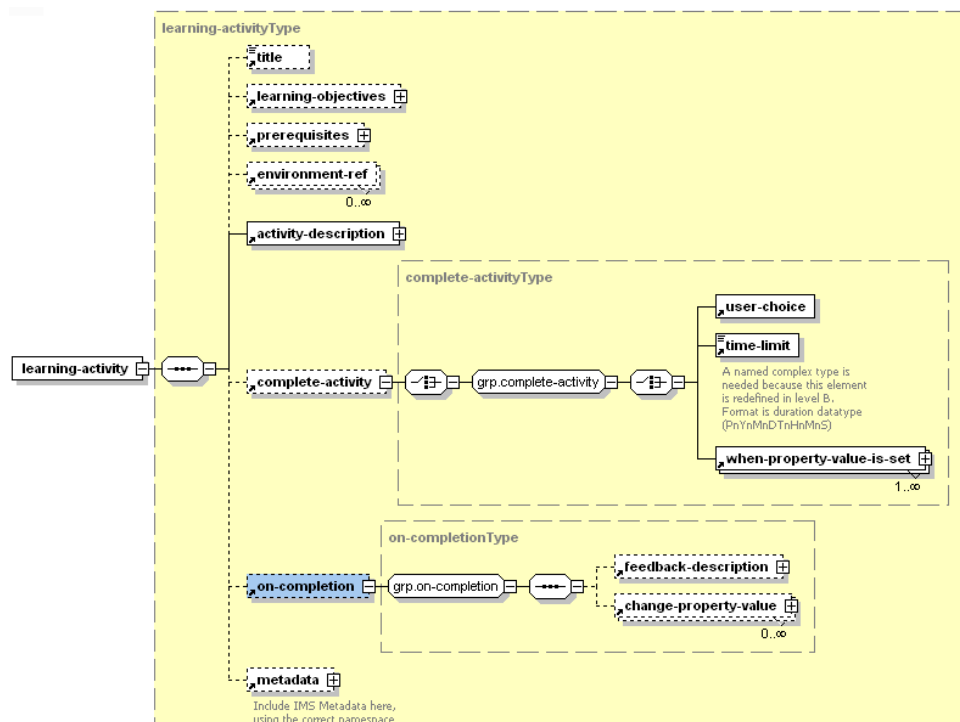 learning-activityType
title
learning-objectives
prerequisites
environment-ref
0..∞
activity-description
complete-activityType
user-choice
time-limit
learning-activity
complete-activity
grp.complete-activity
A named complex type is
needed because this element
is redefined in level B.
Format is duration datatype
(PnYnMnDTnHnMnS)
when-property-value-is-set
1..∞
on-completionType
feedback-description
on-completion
grp.on-completion
change-property-value
0..∞
metadata
Include IMS Metadata here,
using the correct namespace